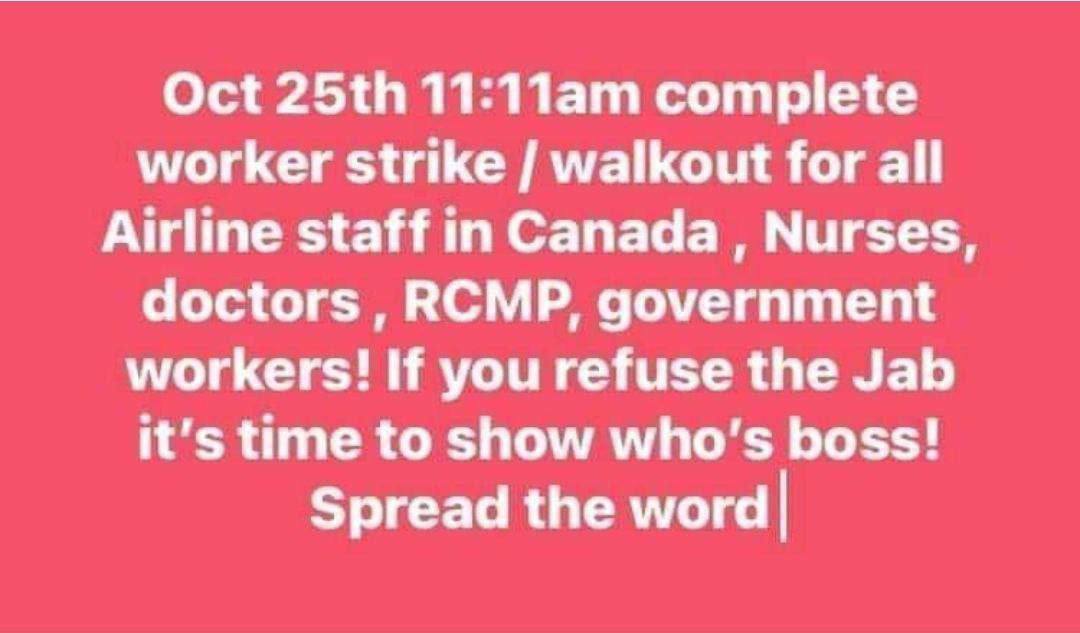 Oct 25th 11:11am complete
worker strike / walkout for all
Airline staff in Canada , Nurses,
doctors , RCMP, government
workers! If you refuse the Jab
it’s time to show who’s boss!
Spread the word